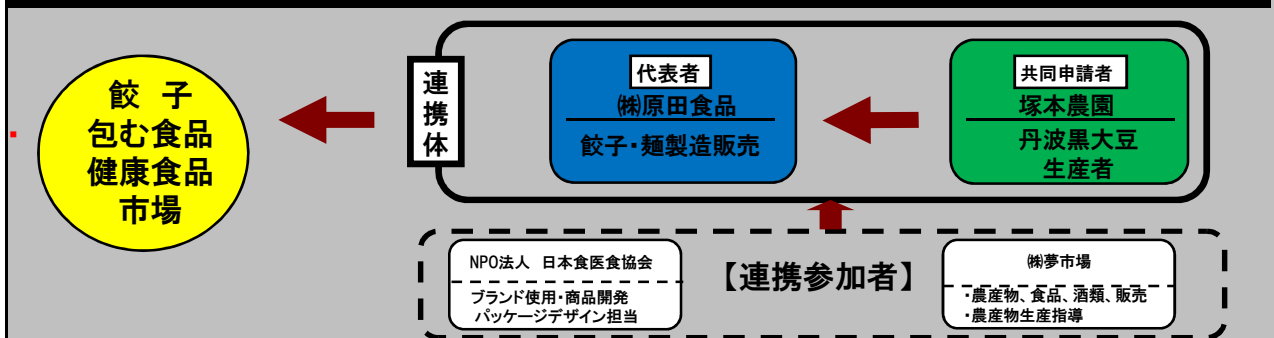 餃 子
包む食品
健康食品
市場
連
携
体
代表者
㈱原田食品
餃子・麺製造販売
共同申請者
塚本農園
丹波黒大豆
生産者
NPO法人 日本食医食協会
ブランド使用・商品開発
パッケージデザイン担当
【連携参加者】
㈱夢市場
・農産物、食品、酒類、販売
・農産物生産指導